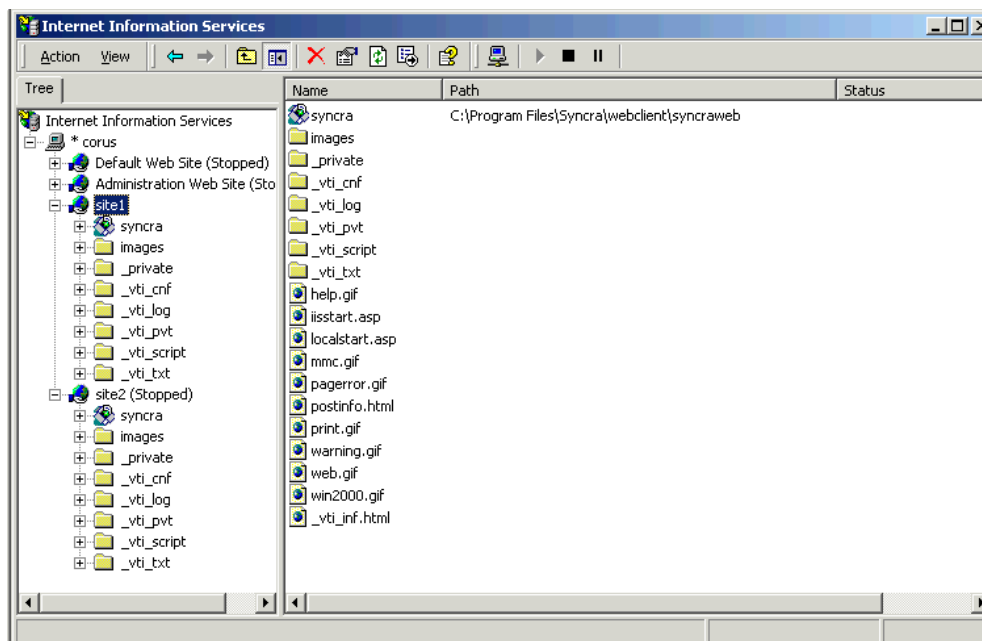 Internet Information Services
Action View
Tree
Internet Information Services
* corus
Default Web Site (Stopped)
Administration Web Site (Sto
site1
syncra
images
_private
_vti_cnf
_vti_log
_vti_pvt
_vti_script
_vti_txt
site2 (Stopped)
syncra
images
_private
_vti_cnf
_vti_log
_vti_pvt
_vti_script
_vti_txt
Name Path Status
syncra C:\Program Files\Syncra\webclient\syncraweb
images
_private
_vti_cnf
_vti_log
_vti_pvt
_vti_script
_vti_txt
help.gif
iisstart.asp
localstart.asp
mmc.gif
pagerror.gif
postinfo.html
print.gif
warning.gif
web.gif
win2000.gif
_vti_inf.html